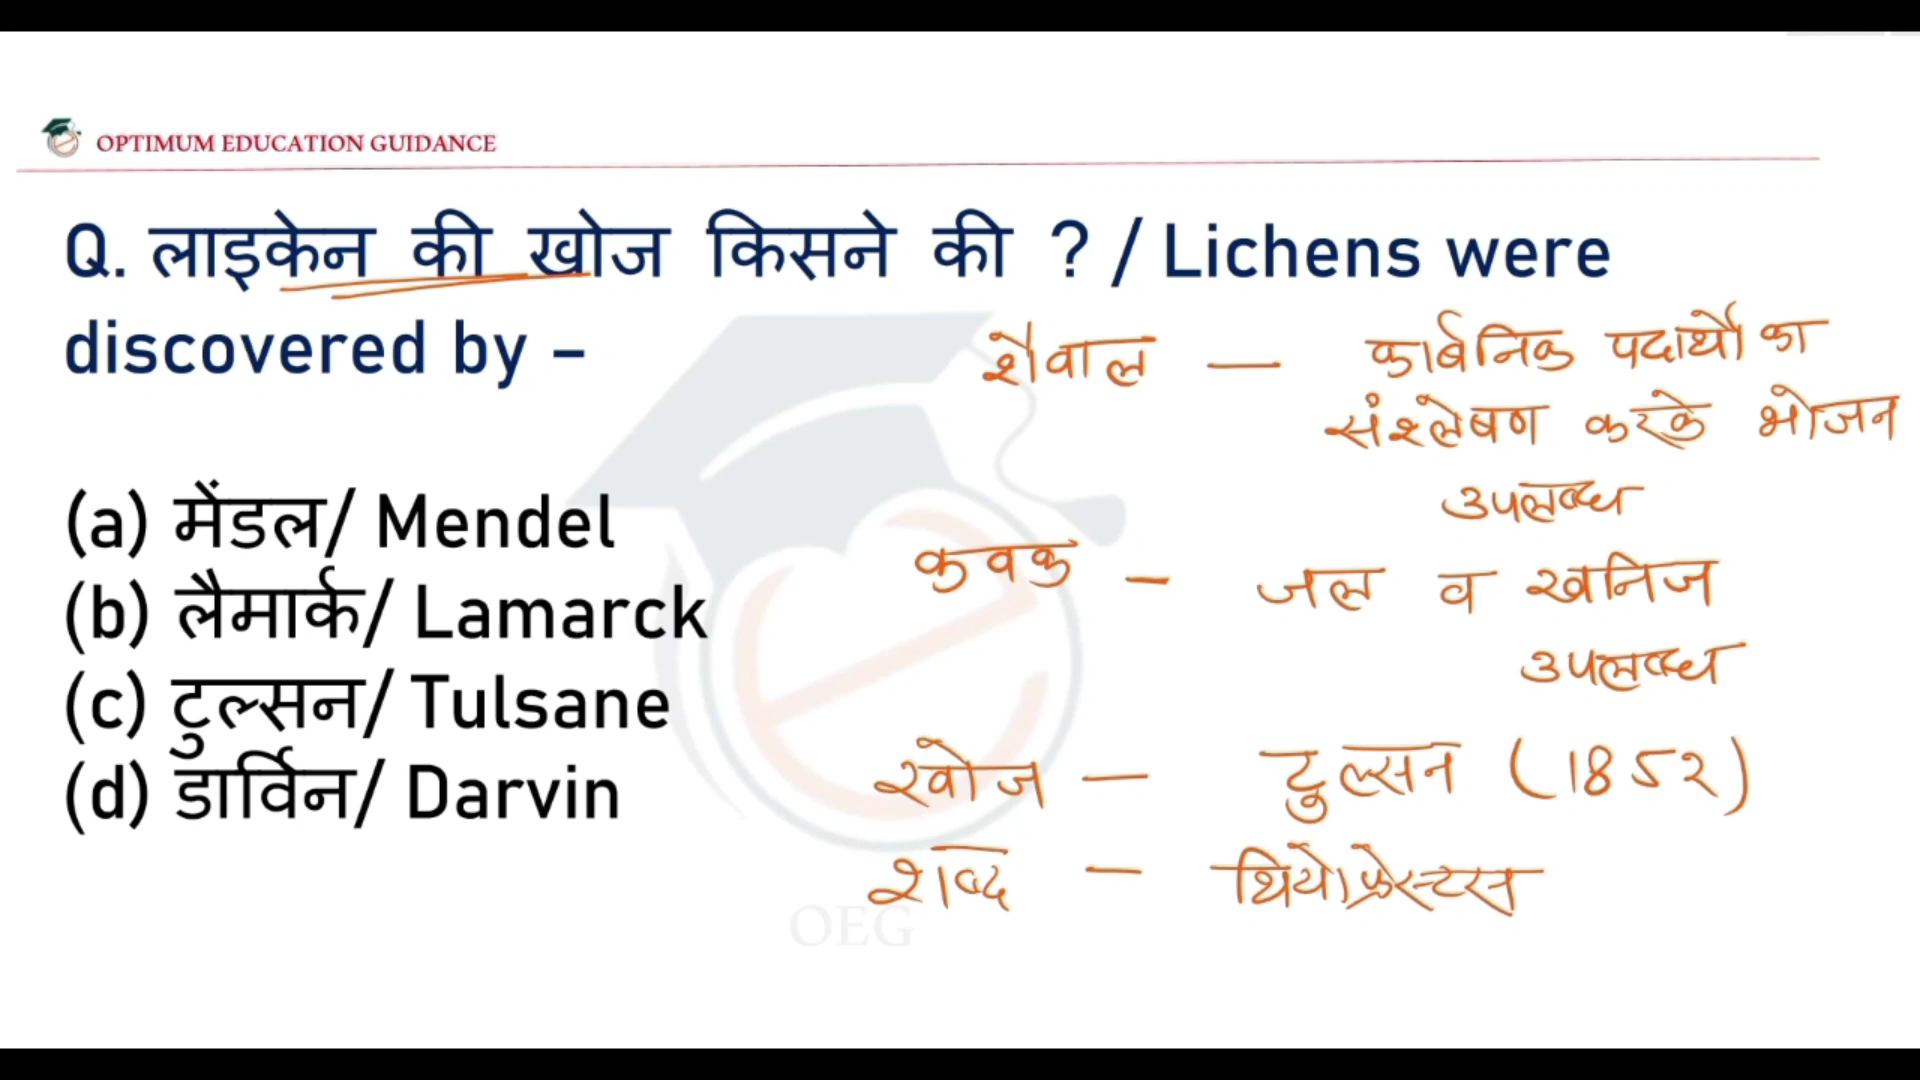 OPTIMUM EDUCATION GUIDANCE
Q. लाइकेन की खोज किसने की ? / Lichens were
discovered by –
शैवाल — कार्बनिक पदार्थों का
संश्लेषण करके भोजन
उपलब्ध
(a) मेंडल/ Mendel
(b) लैमार्क/ Lamarck
(c) टुल्सन/ Tulsane
(d) डार्विन/ Darvin
कवक – जल व खनिज
उपलब्ध
खोज — टुल्सन (1852)
शब्द — थियोफ्रेस्टस
OEG